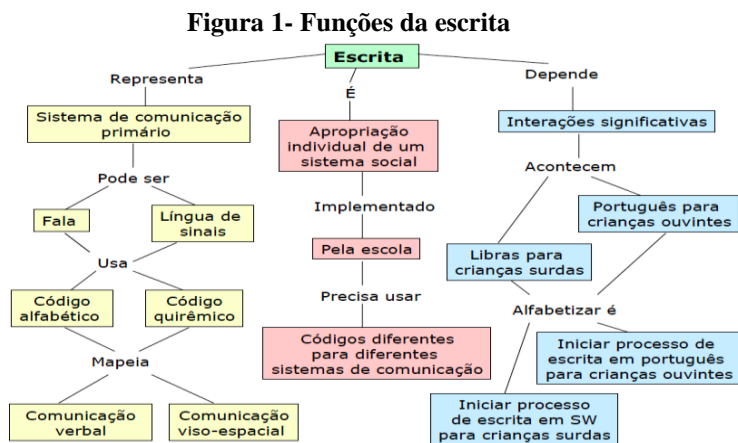 Figura 1- Funções da escrita
Escrita
Representa
Sistema de comunicação
primário
Pode ser
Fala
Língua de
sinais
Usa
Código
alfabético
Código
quirêmico
Mapeia
Comunicação
verbal
Comunicação
viso-espacial
É
Apropriação
individual de um
sistema social
Implementado
Pela escola
Precisa usar
Códigos diferentes
para diferentes
sistemas de comunicação
Depende
Interações significativas
Acontecem
Libras para
crianças surdas
Português para
crianças ouvintes
Alfabetizar é
Iniciar processo de
escrita em português
para crianças ouvintes
Iniciar processo
de escrita em SW
para crianças surdas